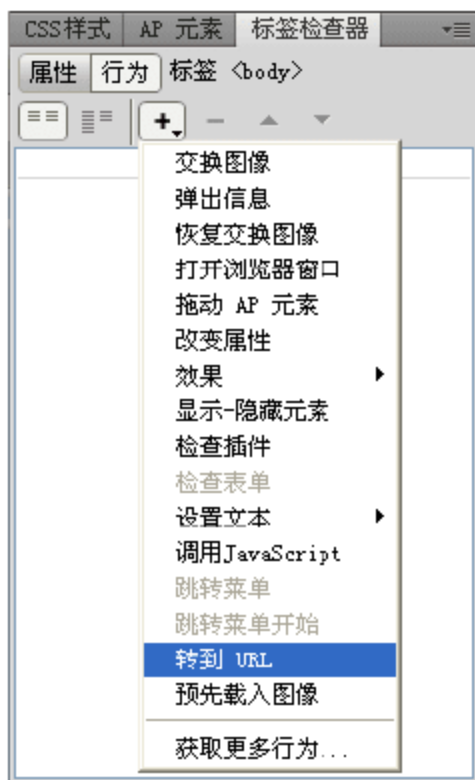 CSS样式 AP 元素 标签检查器
属性 行为 标签 <body>
交换图像
弹出信息
恢复交换图像
打开浏览器窗口
拖动 AP 元素
改变属性
效果
显示-隐藏元素
检查插件
检查表单
设置文本
调用JavaScript
跳转菜单
跳转菜单开始
转到 URL
预先载入图像
获取更多行为...